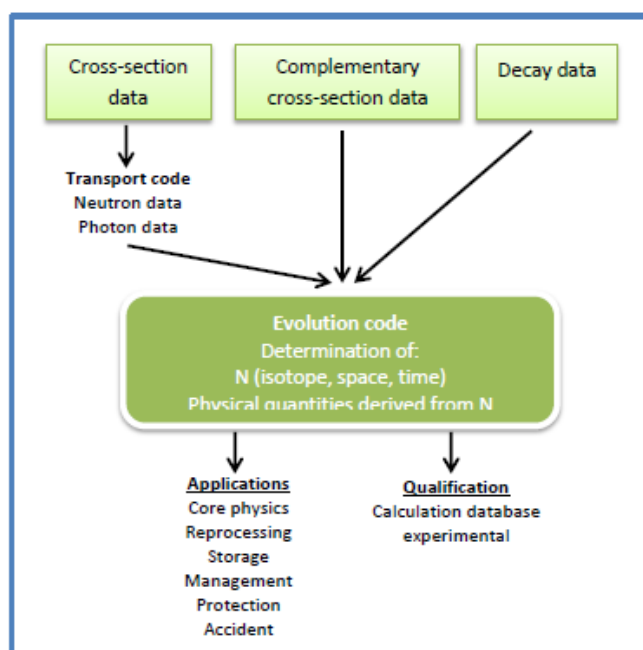 Cross-section
data
Complementary
cross-section data
Decay data
Transport code
Neutron data
Photon data
Evolution code
Determination of:
N (isotope, space, time)
Physical quantities derived from N
Applications
Core physics
Reprocessing
Storage
Management
Protection
Accident
Qualification
Calculation database
experimental